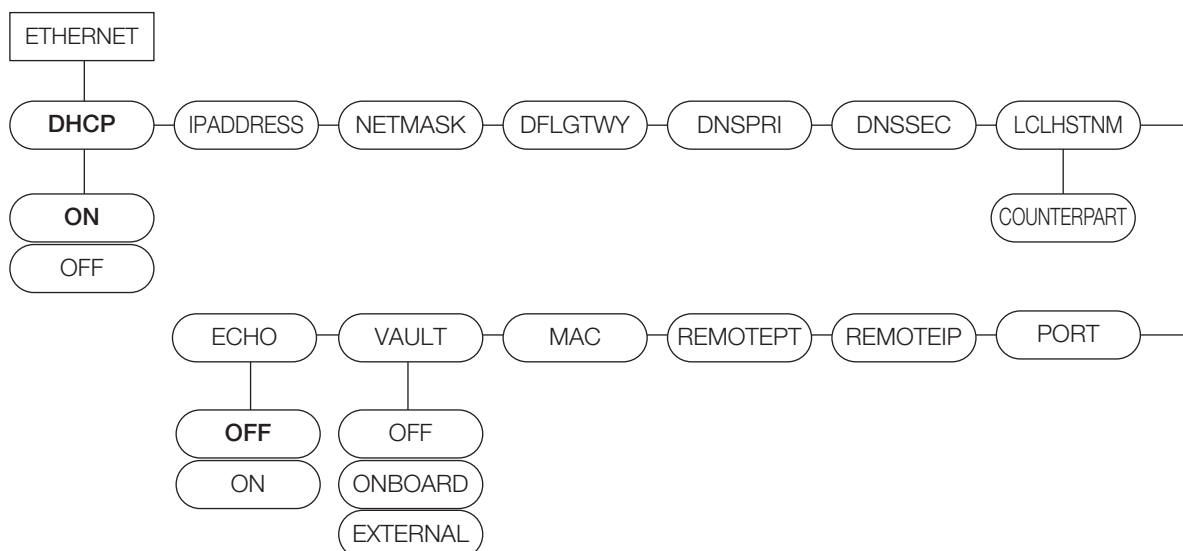 ETHERNET
DHCP
IPADDRESS
NETMASK
DFLGTWY
DNSPRI
DNSSEC
LCLHSTNM
ON
OFF
COUNTERPART
ECHO
VAULT
MAC
REMOTEPT
REMOTEIP
PORT
OFF
ON
OFF
ONBOARD
EXTERNAL